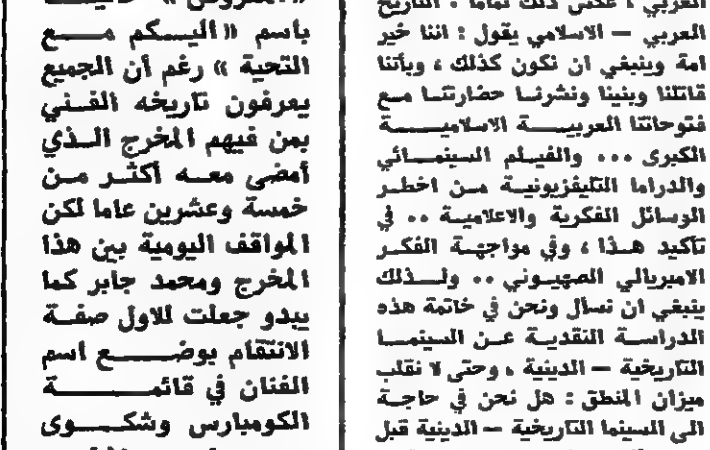 العربي ، عكس ذلك تماما . التاريخ
العربي — الاسلامي يقول : اننا خير
امة وينبغي ان نكون كذلك ، وبأننا
قاتلنا وبنينا ونشرنا حضارتنا مع
فتوحاتنا العربية الاسلامية
الكبرى ... والفيلم السينمائي
والدراما التليفزيونية من اخطر
الرسائل الفكرية والاعلامية .. في
تأكيد هذا ، وفي مواجهة الفكر
الامبريالي الصهيوني .. ولذلك
ينبغي ان نسأل ونحن في خاتمة هذه
الدراسة النقدية عن السينما
التاريخية — الدينية ، وحتى لا نقلب
ميزان المنطق : هل نحن في حاجة
الى السينما التاريخية — الدينية قبل
باسم « اليكم مع
التحية » رغم أن الجميع
يعرفون تاريخه الفني
بمن فيهم المخرج الذي
أمضى معه أكثر من
خمسة وعشرين عاما لكن
المواقف اليومية بين هذا
المخرج ومحمد جابر كما
يبدو جعلت للاول صفة
الانتقام بوضع اسم
الفنان في قائمة
الكومبارس وشكوى